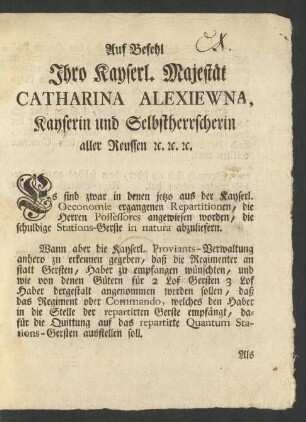 Auf Befehl
Ihro Kayserl. Majestät
CATHARINA ALEXIEWNA,
Kayserin und Selbstherrscherin
aller Reussen ꝛc. ꝛc. ꝛc.
Es sind zwar in denen jetzo aus der Kayserl.
Oeconomie ergangenen Repartitionen, die
Herren Possessores angewiesen worden, die
schuldige Stations-Gerste in natura abzuliefern.
Wann aber die Kayserl. Proviants-Verwaltung
anhero zu erkennen gegeben, daß die Regimenter an
statt Gersten, Haber zu empfangen wünschten, und
wie von denen Gütern für 2 Lof Gersten 3 Lof
Haber dergestalt angenommen werden sollen, daß
das Regiment oder Commando, welches den Haber
in die Stelle der repartirten Gerste empfängt, da-
für die Quittung auf das repartirte Quantum Sta-
tions-Gersten ausstellen soll.
Als